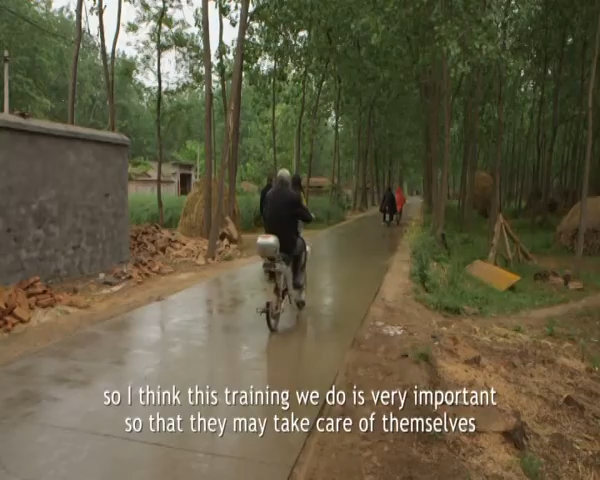 so I think this training we do is very important
so that they may take care of themselves